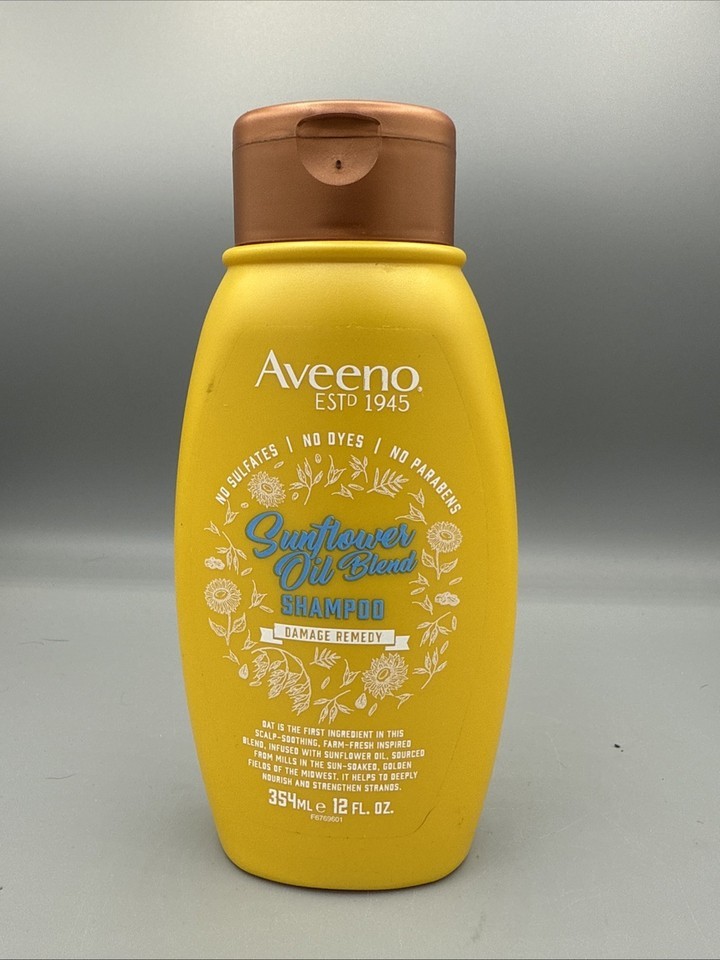 Aveeno.
ESTD 1945
NO SULFATES | NO DYES | NO PARABENS
Sunflower
Oil Blend
SHAMPOO
DAMAGE REMEDY
OAT IS THE FIRST INGREDIENT IN THIS
SCALP-SOOTHING, FARM-FRESH INSPIRED
BLEND, INFUSED WITH SUNFLOWER OIL, SOURCED
FROM MILLS IN THE SUN-SOAKED, GOLDEN
FIELDS OF THE MIDWEST. IT HELPS TO DEEPLY
NOURISH AND STRENGTHEN STRANDS.
354ML e 12 FL. OZ.
F6769601